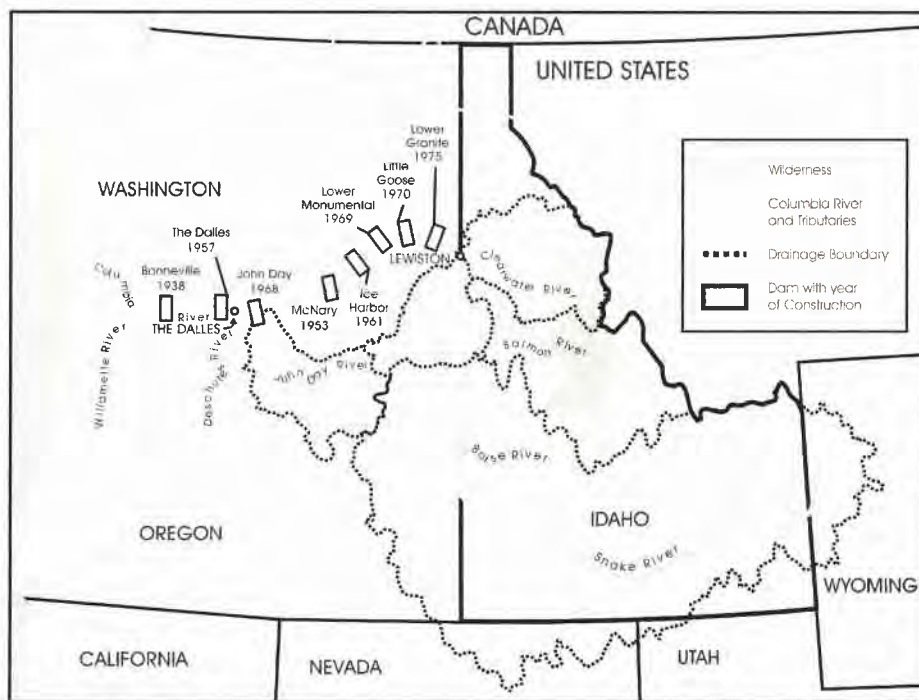 CANADA
UNITED STATES
WASHINGTON
Lower
Granite
1975
Little
Goose
1970
Lower
Monumental
1969
The Dalles
1957
Bonneville
1938
John Day
1968
McNary
1953
Ice
Harbor
1961
LEWISTON
Columbia
River
THE DALLES
Willamette River
Deschutes River
John Day River
Clearwater River
Salmon River
Boise River
Snake River
Wilderness
Columbia River
and Tributaries
Drainage Boundary
Dam with year
of Construction
OREGON
IDAHO
WYOMING
CALIFORNIA
NEVADA
UTAH